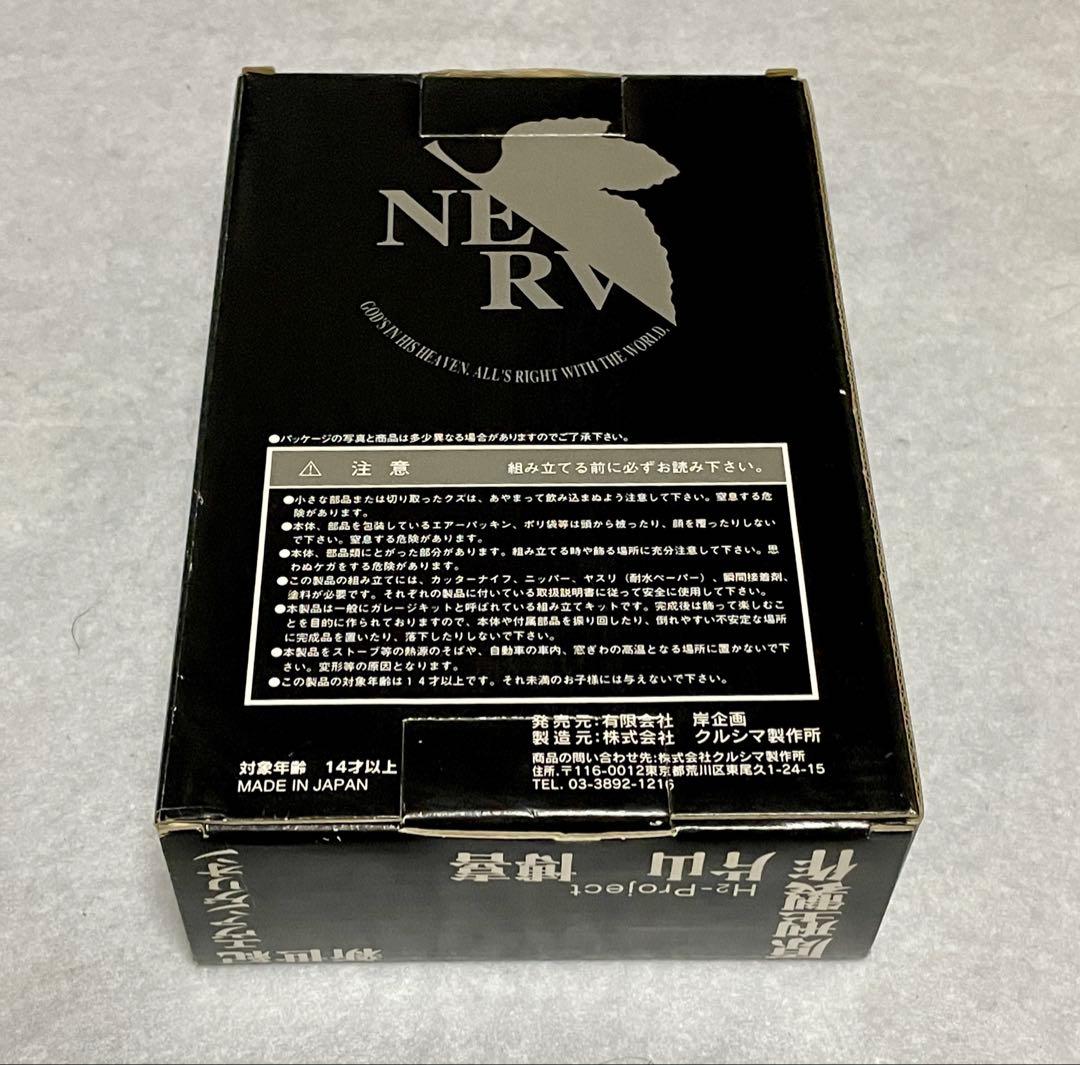 NERV
GOD'S IN HIS HEAVEN. ALL'S RIGHT WITH THE WORLD.
●パッケージの写真と商品は多少異なる場合がありますのでご了承下さい。
⚠ 注意 組み立てる前に必ずお読み下さい。
●小さな部品または切り取ったクズは、あやまって飲み込まぬよう注意して下さい。窒息する危
険があります。
●本体、部品を包装しているエアーパッキン、ポリ袋等は頭から被ったり、顔を覆ったりしない
で下さい。窒息する危険があります。
●本体、部品類にとがった部分があります。組み立てる時や飾る場所に充分注意して下さい。思
わぬケガをする危険があります。
●この製品の組み立てには、カッターナイフ、ニッパー、ヤスリ（耐水ペーパー）、瞬間接着剤、
塗料が必要です。それぞれの製品に付いている取扱説明書に従って安全に使用して下さい。
●本製品は一般にガレージキットと呼ばれている組み立てキットです。完成後は飾って楽しむこ
とを目的に作られておりますので、本体や付属部品を振り回したり、倒れやすい不安定な場所
に完成品を置いたり、落下したりしないで下さい。
●本製品をストーブ等の熱源のそばや、自動車の車内、窓ぎわの高温となる場所に置かないで下
さい。変形等の原因となります。
●この製品の対象年齢は１４才以上です。それ未満のお子様には与えないで下さい。
発売元:有限会社 岸企画
製造元:株式会社 クルシマ製作所
商品の問い合わせ先:株式会社クルシマ製作所
住所.〒116-0012東京都荒川区東尾久1-24-15
TEL. 03-3892-1216
対象年齢 14才以上
MADE IN JAPAN
原型製作
片山 博喜
H2-Project
新世紀
エヴァンゲリオン